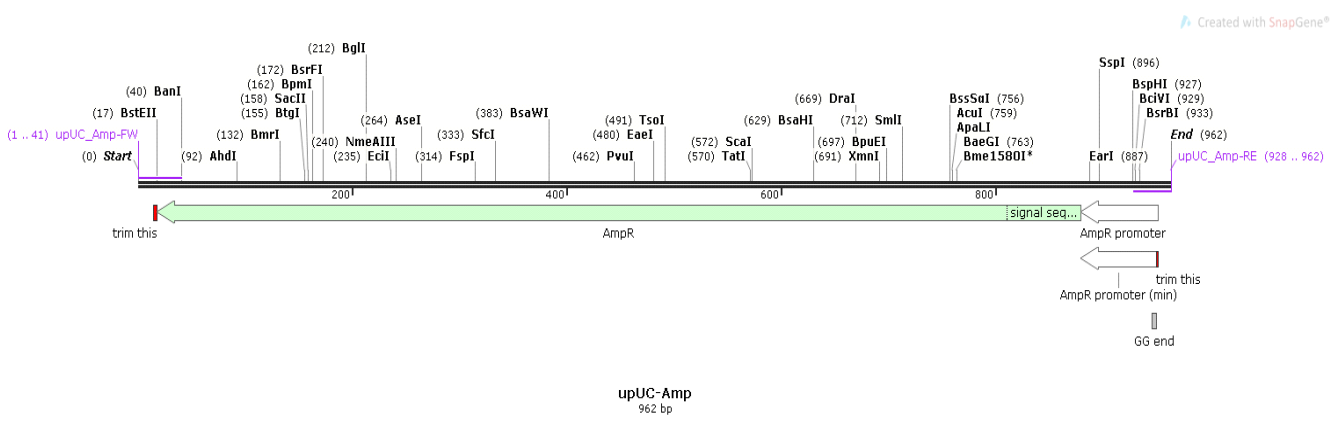 Created with SnapGene®
(212) BglI
SspI (896)
(172) BsrFI
(40) BanI
(162) BpmI
BspHI (927)
(158) SacII
(669) DraI
BssSαI (756)
BciVI (929)
(17) BstEII
(155) BtgI
(264) AseI
(383) BsaWI
(491) TsoI
(629) BsaHI
(712) SmlI
AcuI (759)
BsrBI (933)
(1 .. 41) upUC_Amp-FW
(132) BmrI
(240) NmeAIII
(333) SfcI
(480) EaeI
(572) ScaI
(697) BpuEI
ApaLI
BaeGI (763)
End (962)
(0) Start
(92) AhdI
(235) EciI
(314) FspI
(462) PvuI
(570) TatI
(691) XmnI
Bme1580I*
EarI (887)
upUC_Amp-RE (928 .. 962)
200 400 600 800
signal seq...
trim this
AmpR
AmpR promoter
trim this
AmpR promoter (min)
GG end
upUC-Amp
962 bp